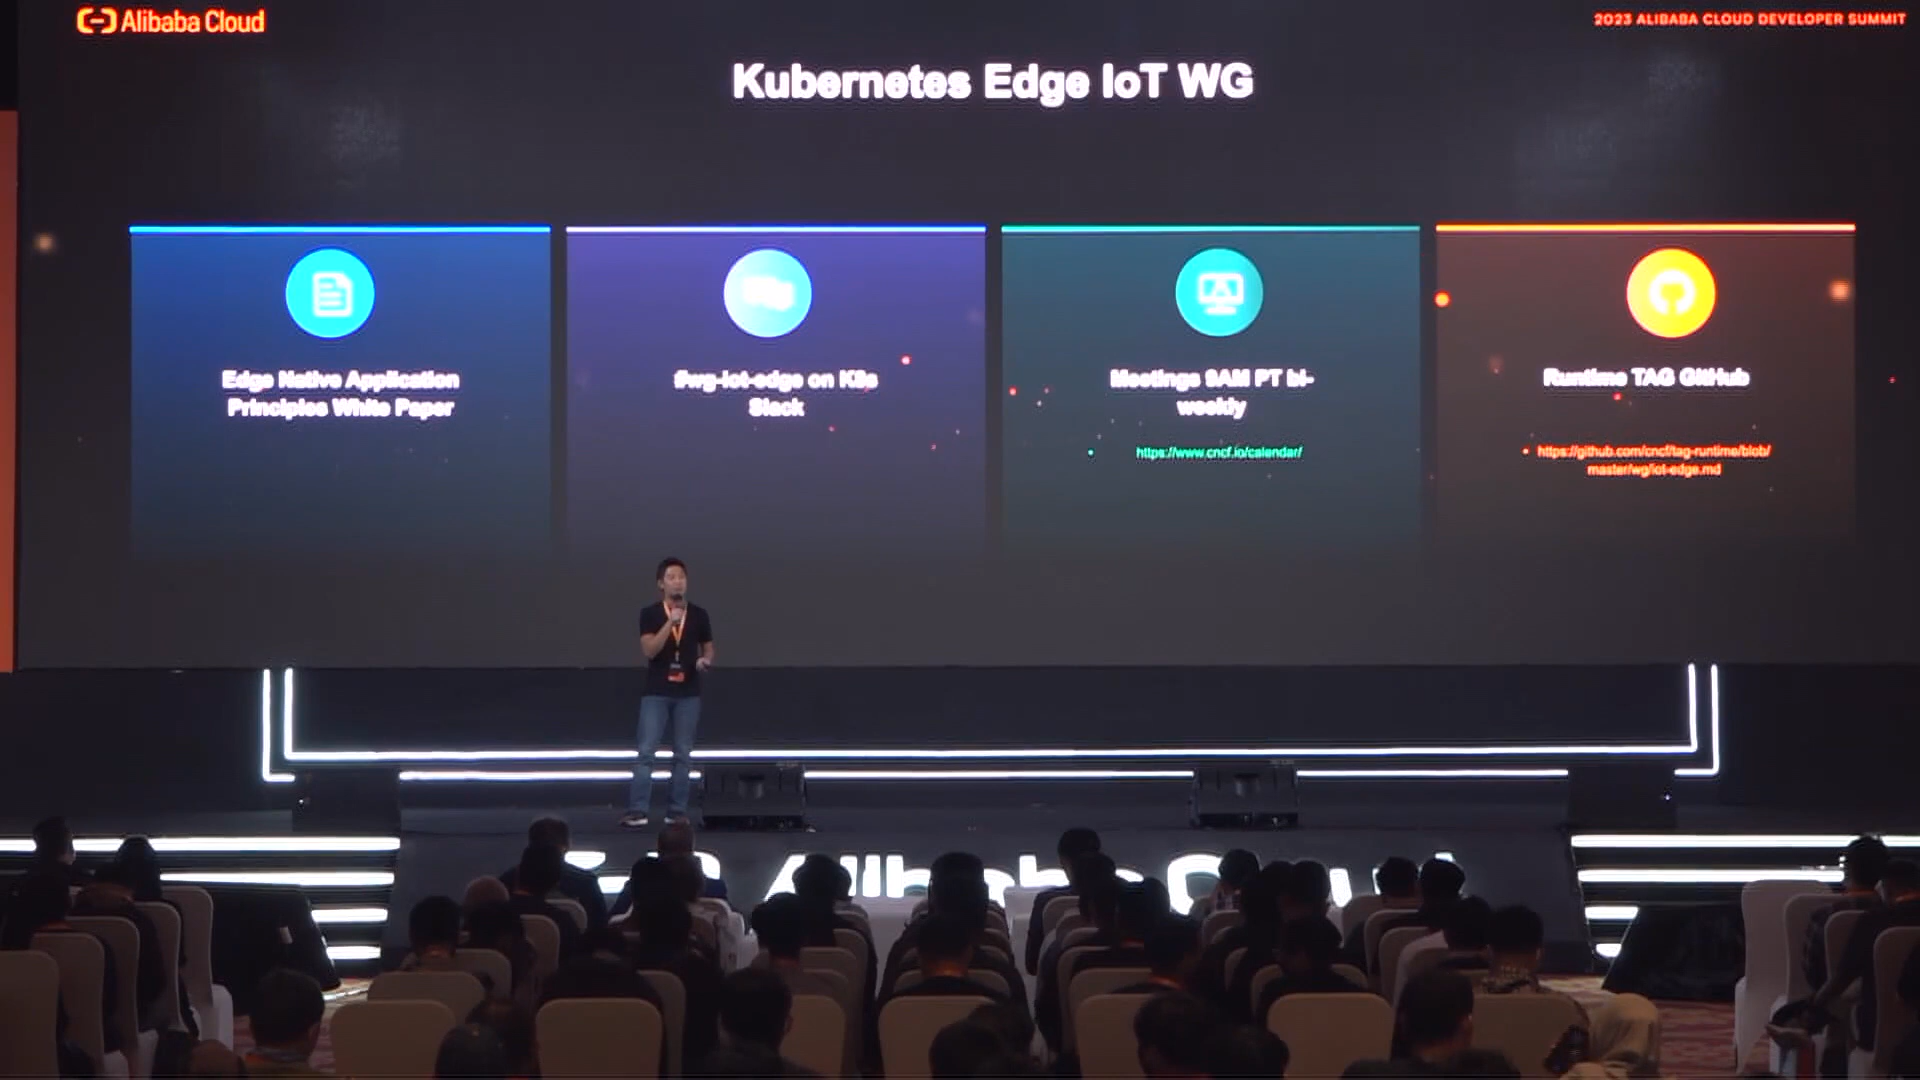 Alibaba Cloud
2023 ALIBABA CLOUD DEVELOPER SUMMIT
Kubernetes Edge IoT WG
Edge Native Application
Principles White Paper
#wg-iot-edge on K8s
Slack
Meetings 9AM PT bi-
weekly
• https://www.cncf.io/calendar/
Runtime TAG GitHub
• https://github.com/cncf/tag-runtime/blob/
master/wg/iot-edge.md
Alibaba Cloud